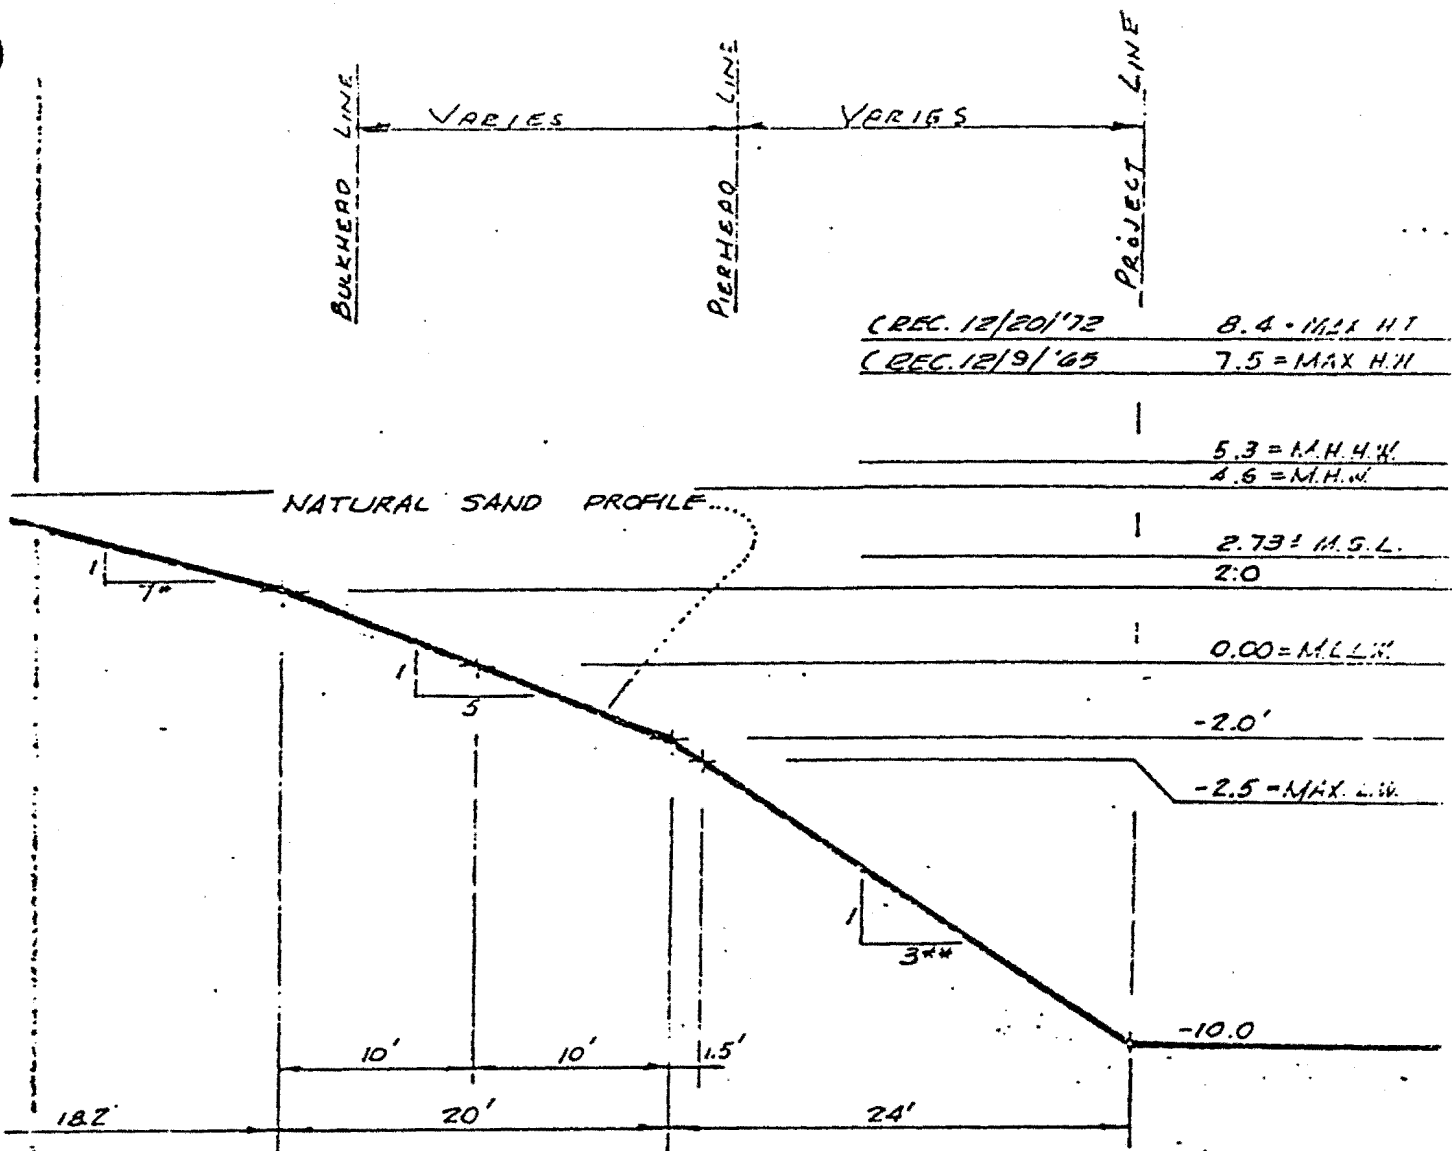 BULKHEAD LINE
VARIES
PIERHEAD LINE
VARIES
PROJECT LINE
(REC. 12/20/'72 8.4 = MAX HT
(REC. 12/9/'65 7.5 = MAX H.H
5.3 = M.H.H.W.
4.6 = M.H.W.
NATURAL SAND PROFILE
2.73± M.S.L.
2.0
1
7*
0.00 = M.L.L.W.
1
5
-2.0'
-2.5 = MAX. L.W.
1
3**
-10.0
10' 10' 1.5'
18.2' 20' 24'